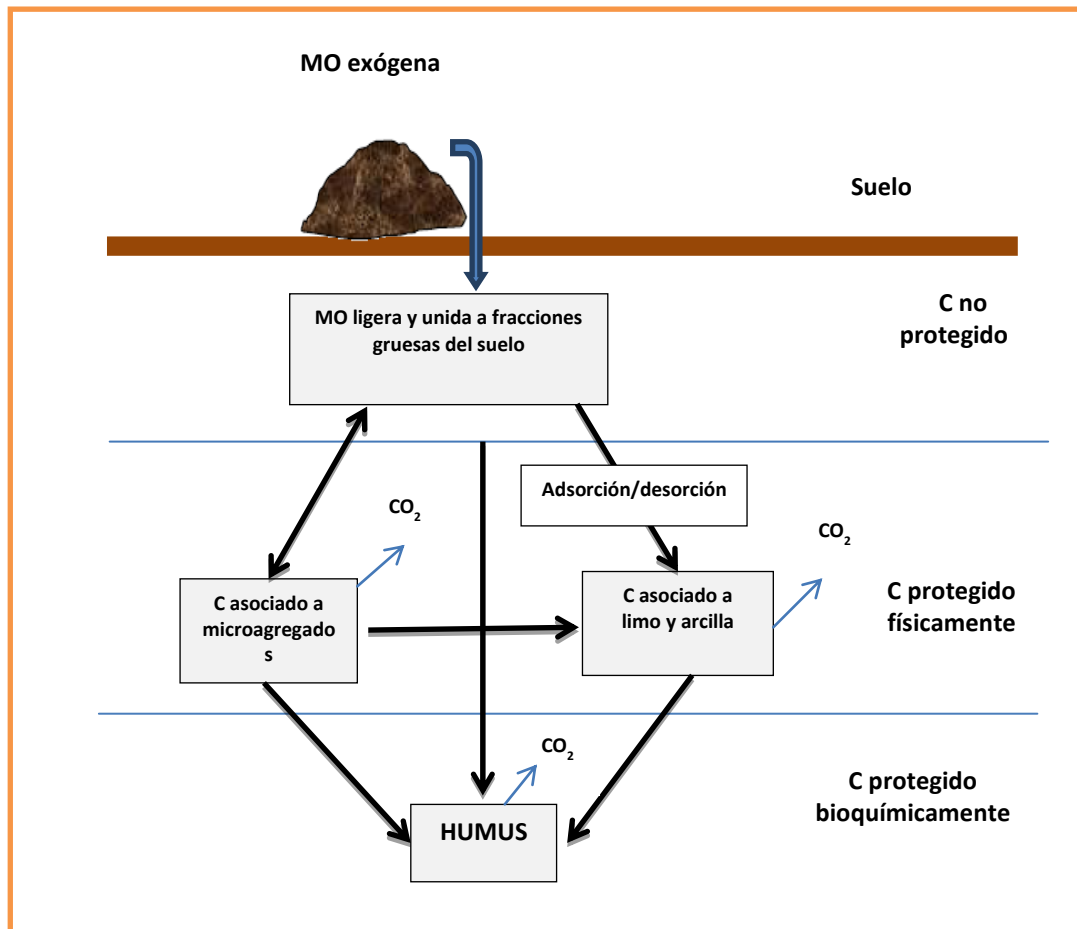 MO exógena
Suelo
MO ligera y unida a fracciones
gruesas del suelo
C no
protegido
Adsorción/desorción
CO2
CO2
C asociado a
microagregado
s
C asociado a
limo y arcilla
C protegido
físicamente
CO2
HUMUS
C protegido
bioquímicamente